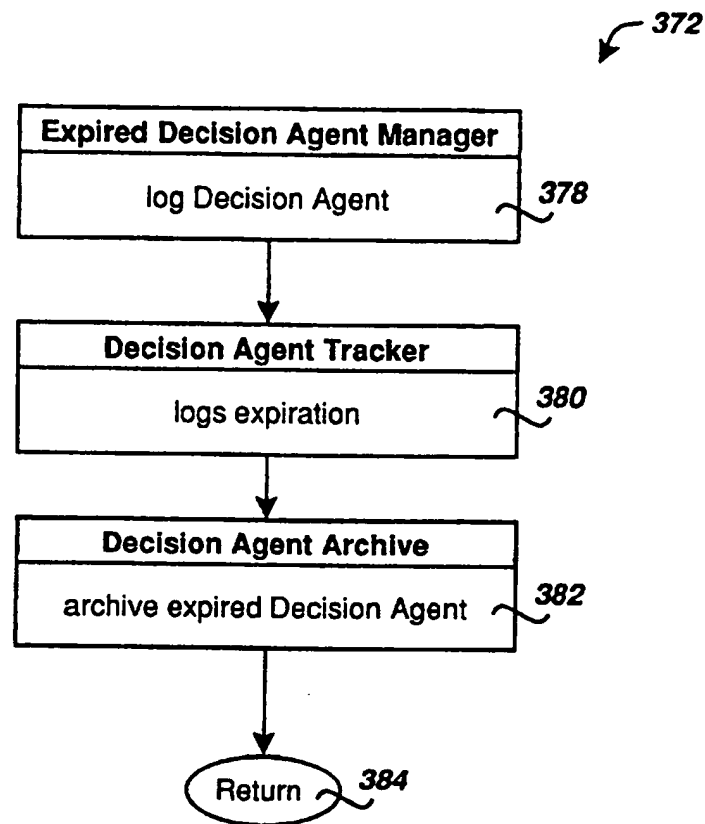 372
Expired Decision Agent Manager
log Decision Agent
378
Decision Agent Tracker
logs expiration
380
Decision Agent Archive
archive expired Decision Agent
382
Return
384